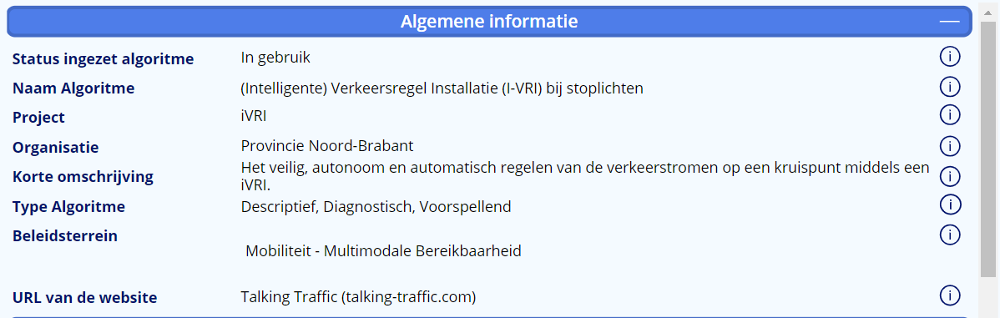 Algemene informatie
Status ingezet algoritme In gebruik
Naam Algoritme (Intelligente) Verkeersregel Installatie (I-VRI) bij stoplichten
Project iVRI
Organisatie Provincie Noord-Brabant
Korte omschrijving Het veilig, autonoom en automatisch regelen van de verkeerstromen op een kruispunt middels een
iVRI.
Type Algoritme Descriptief, Diagnostisch, Voorspellend
Beleidsterrein
Mobiliteit - Multimodale Bereikbaarheid
URL van de website Talking Traffic (talking-traffic.com)